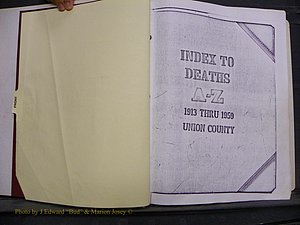 INDEX TO
DEATHS
A-Z
1913 THRU 1959
UNION COUNTY
Photo by J Edward "Bud" & Marion Josey ©